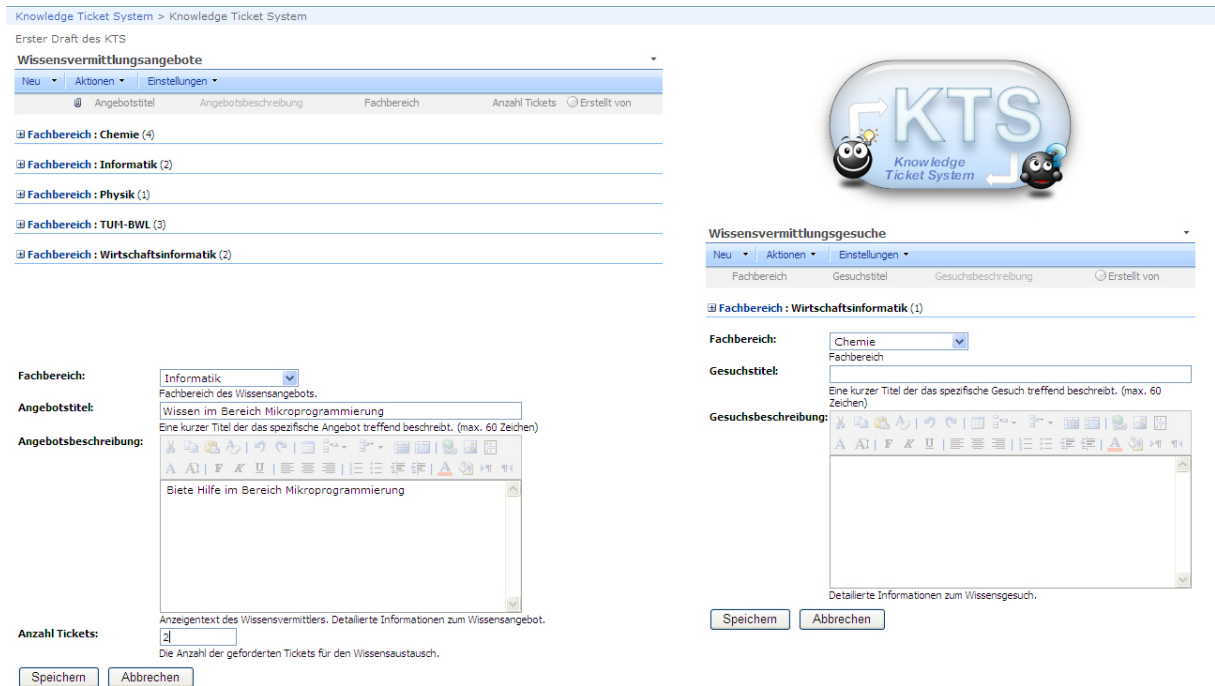 Knowledge Ticket System > Knowledge Ticket System
Erster Draft des KTS
Wissensvermittlungsangebote
Neu Aktionen Einstellungen
Angebotstitel Angebotsbeschreibung Fachbereich Anzahl Tickets Erstellt von
Fachbereich : Chemie (4)
Fachbereich : Informatik (2)
Fachbereich : Physik (1)
Fachbereich : TUM-BWL (3)
Fachbereich : Wirtschaftsinformatik (2)
Fachbereich:
Informatik
Fachbereich des Wissensangebots.
Angebotstitel:
Wissen im Bereich Mikroprogrammierung
Eine kurzer Titel der das spezifische Angebot treffend beschreibt. (max. 60 Zeichen)
Angebotsbeschreibung:
A A F K U A
Biete Hilfe im Bereich Mikroprogrammierung
Anzeigentext des Wissensvermittlers. Detailierte Informationen zum Wissensangebot.
Anzahl Tickets:
2
Die Anzahl der geforderten Tickets für den Wissensaustausch.
Speichern Abbrechen
KTS
Knowledge
Ticket System
Wissensvermittlungsgesuche
Neu Aktionen Einstellungen
Fachbereich Gesuchstitel Gesuchsbeschreibung Erstellt von
Fachbereich : Wirtschaftsinformatik (1)
Fachbereich:
Chemie
Fachbereich
Gesuchstitel:
Eine kurzer Titel der das spezifische Gesuch treffend beschreibt. (max. 60
Zeichen)
Gesuchsbeschreibung:
A A F K U A
Detailierte Informationen zum Wissensgesuch.
Speichern Abbrechen